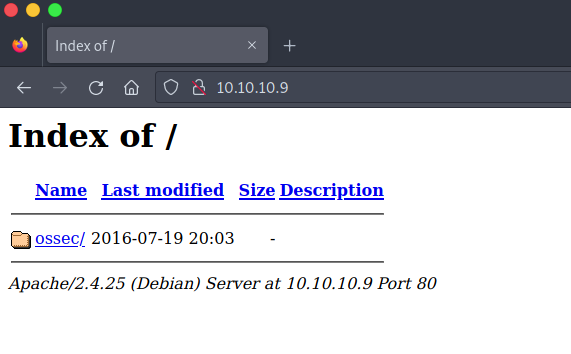 Index of /
10.10.10.9
Index of /
Name Last modified Size Description
ossec/ 2016-07-19 20:03 -
Apache/2.4.25 (Debian) Server at 10.10.10.9 Port 80